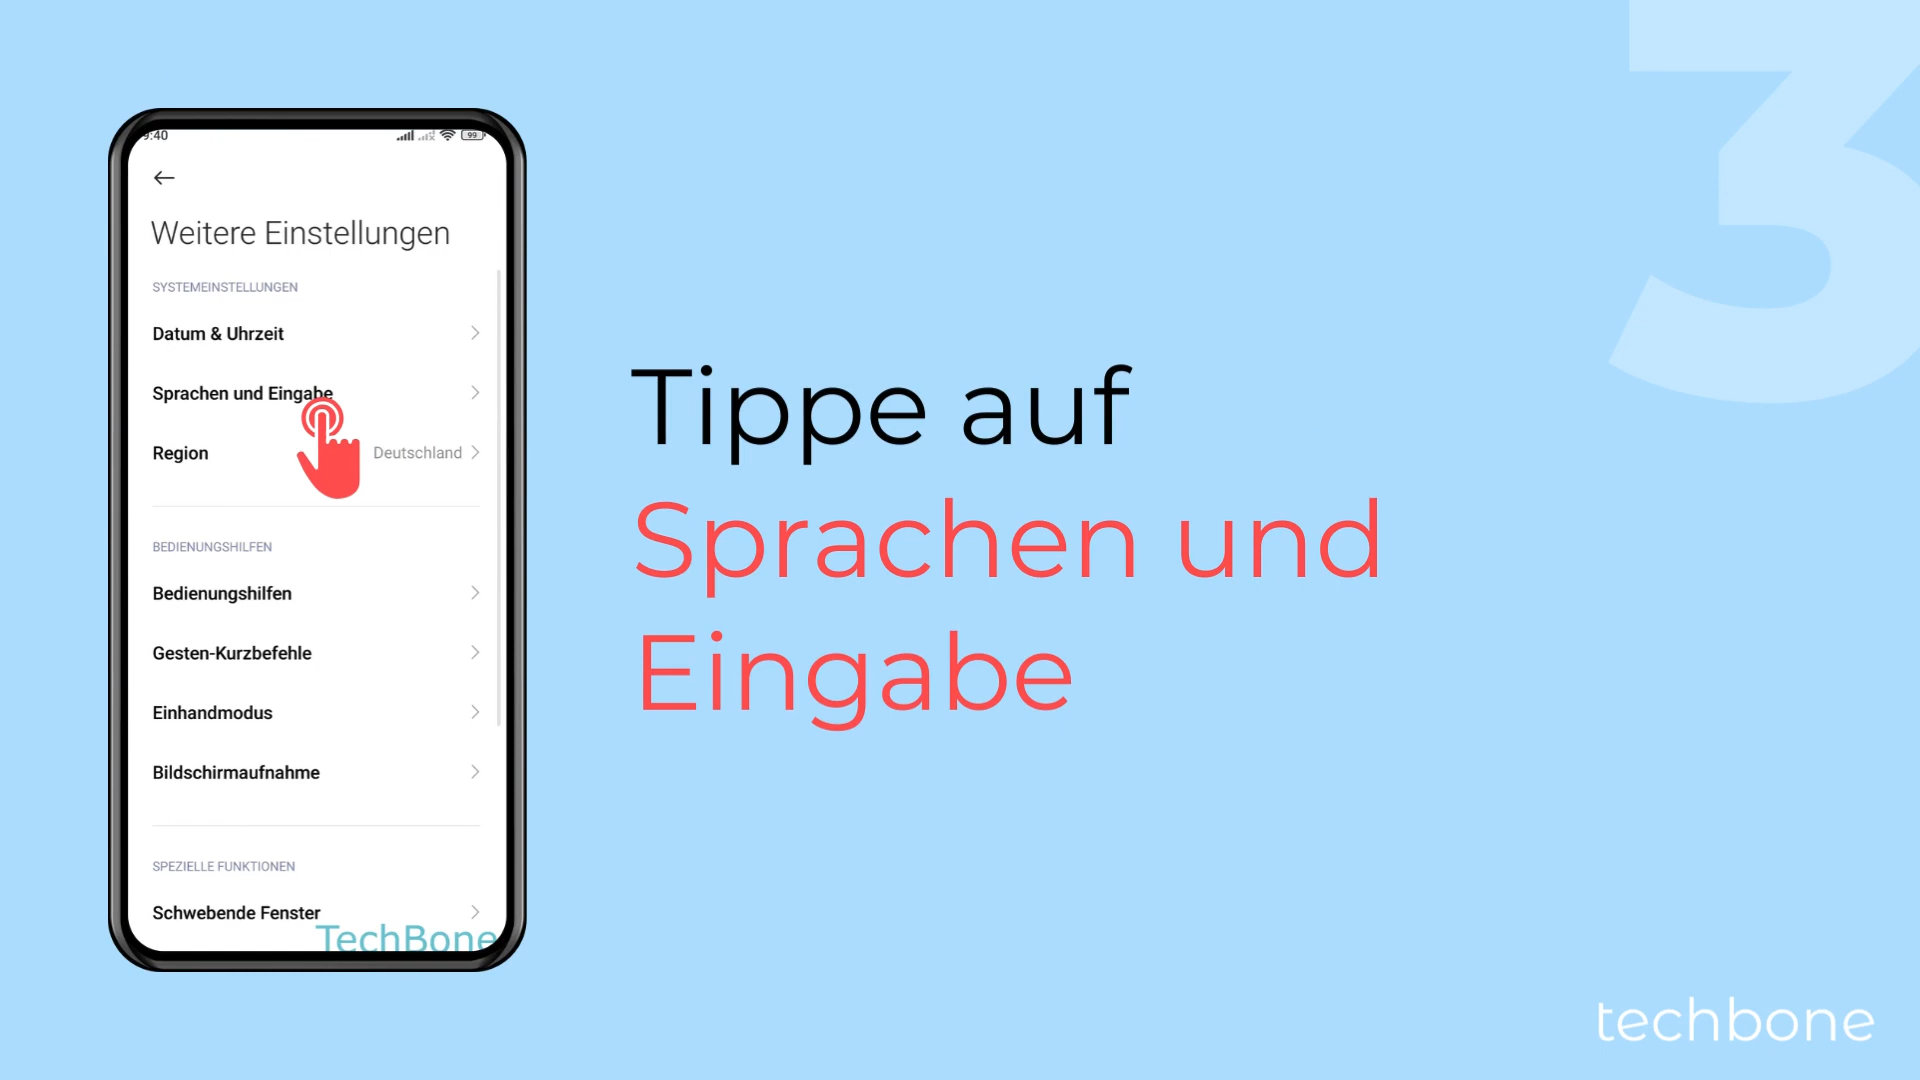 9:40
99
Weitere Einstellungen
SYSTEMEINSTELLUNGEN
Datum & Uhrzeit
Sprachen und Eingabe
Region Deutschland
BEDIENUNGSHILFEN
Bedienungshilfen
Gesten-Kurzbefehle
Einhandmodus
Bildschirmaufnahme
SPEZIELLE FUNKTIONEN
Schwebende Fenster
TechBone
Tippe auf
Sprachen und
Eingabe
3
techbone